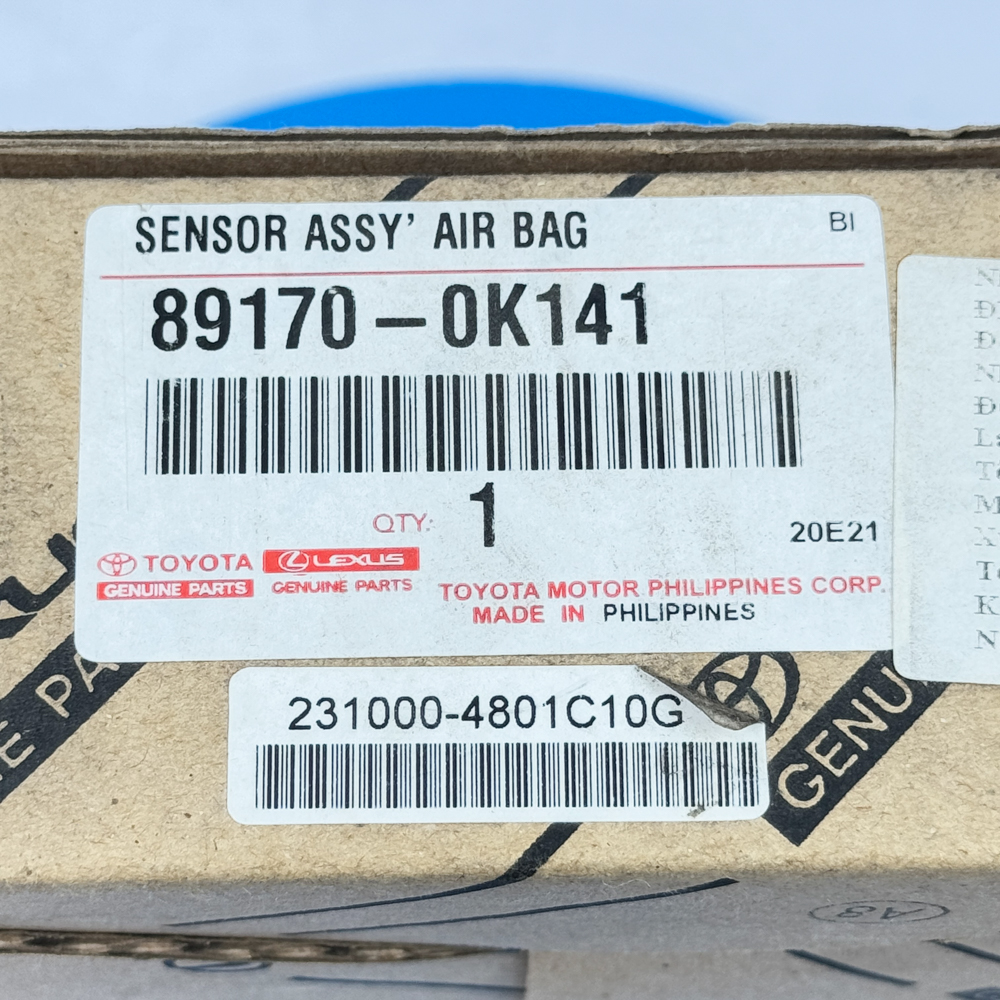 SENSOR ASSY' AIR BAG
BI
89170-0K141
QTY: 1
20E21
TOYOTA LEXUS
GENUINE PARTS GENUINE PARTS
TOYOTA MOTOR PHILIPPINES CORP.
MADE IN PHILIPPINES
231000-4801C10G
GENU
A8